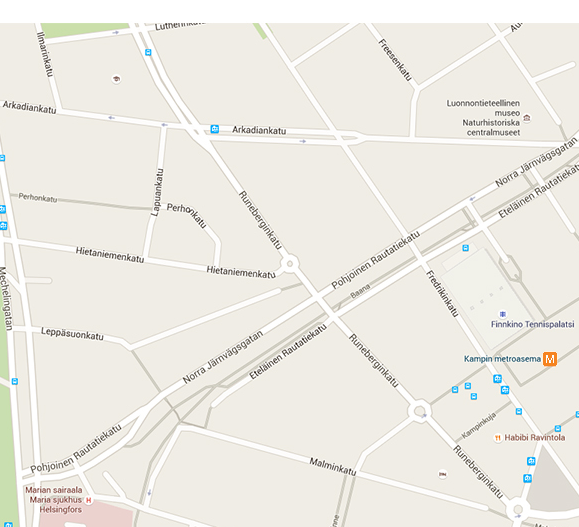 Lutherinkatu
Ilmarinkatu
Freesenkatu
Arkadiankatu
Arkadiankatu
Luonnontieteellinen
museo
Naturhistoriska
centralmuseet
Norra Järnvägsgatan
Eteläinen Rautatiekatu
Perhonkatu
Lapuankatu
Perhonkatu
Runeberginkatu
Hietaniemenkatu
Hietaniemenkatu
Pohjoinen Rautatiekatu
Baana
Fredrikinkatu
Mechelingatan
Leppäsuonkatu
Norra Järnvägsgatan
Eteläinen Rautatiekatu
Runeberginkatu
Finnkino Tennispalatsi
Kampin metroasema M
Kampinkuja
Habibi Ravintola
Pohjoinen Rautatiekatu
Malminkatu
Runeberginkatu
Marian sairaala
Maria sjukhus
Helsingfors
H